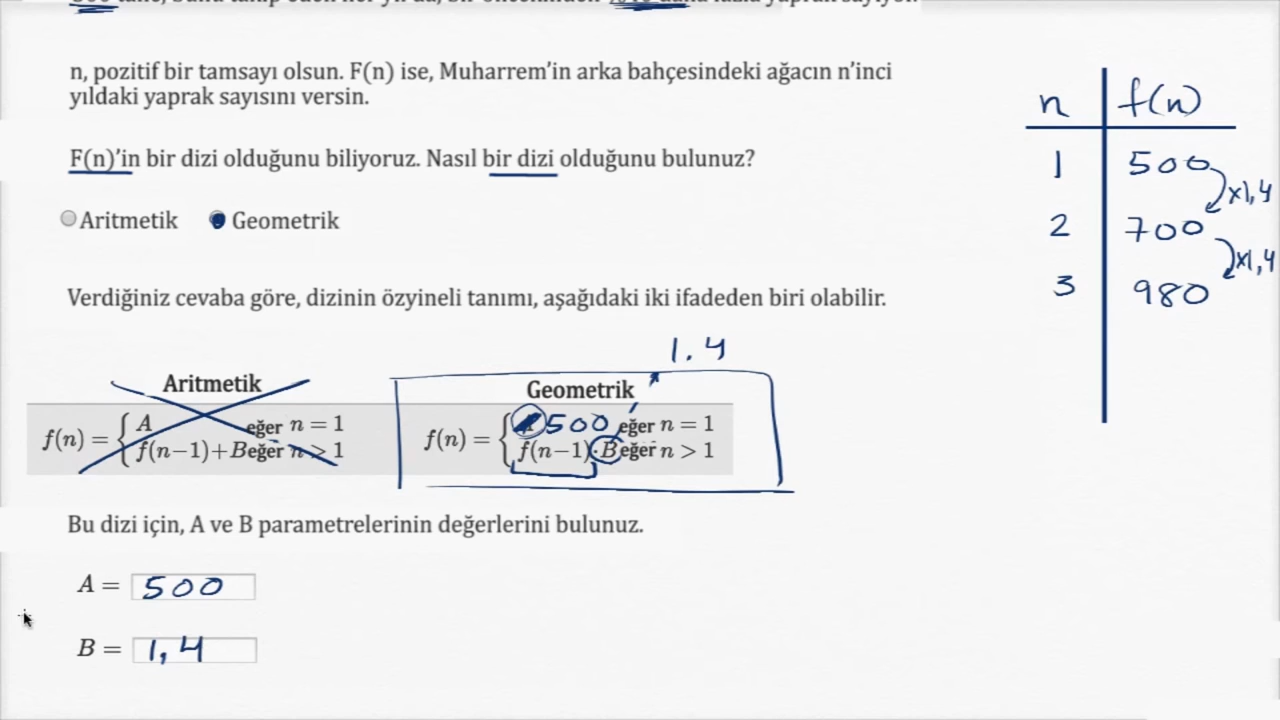 n, pozitif bir tamsayı olsun. F(n) ise, Muharrem'in arka bahçesindeki ağacın n'inci
yıldaki yaprak sayısını versin.
F(n)'in bir dizi olduğunu biliyoruz. Nasıl bir dizi olduğunu bulunuz?
Aritmetik Geometrik
Verdiğiniz cevaba göre, dizinin özyineli tanımı, aşağıdaki iki ifadeden biri olabilir.
1.4
Aritmetik
f(n) = { A eğer n = 1
f(n−1)+B eğer n > 1
Geometrik
f(n) = { 500 eğer n = 1
f(n−1)·B eğer n > 1
Bu dizi için, A ve B parametrelerinin değerlerini bulunuz.
A = 500
B = 1,4
n f(n)
1 500
x1,4
2 700
x1,4
3 980